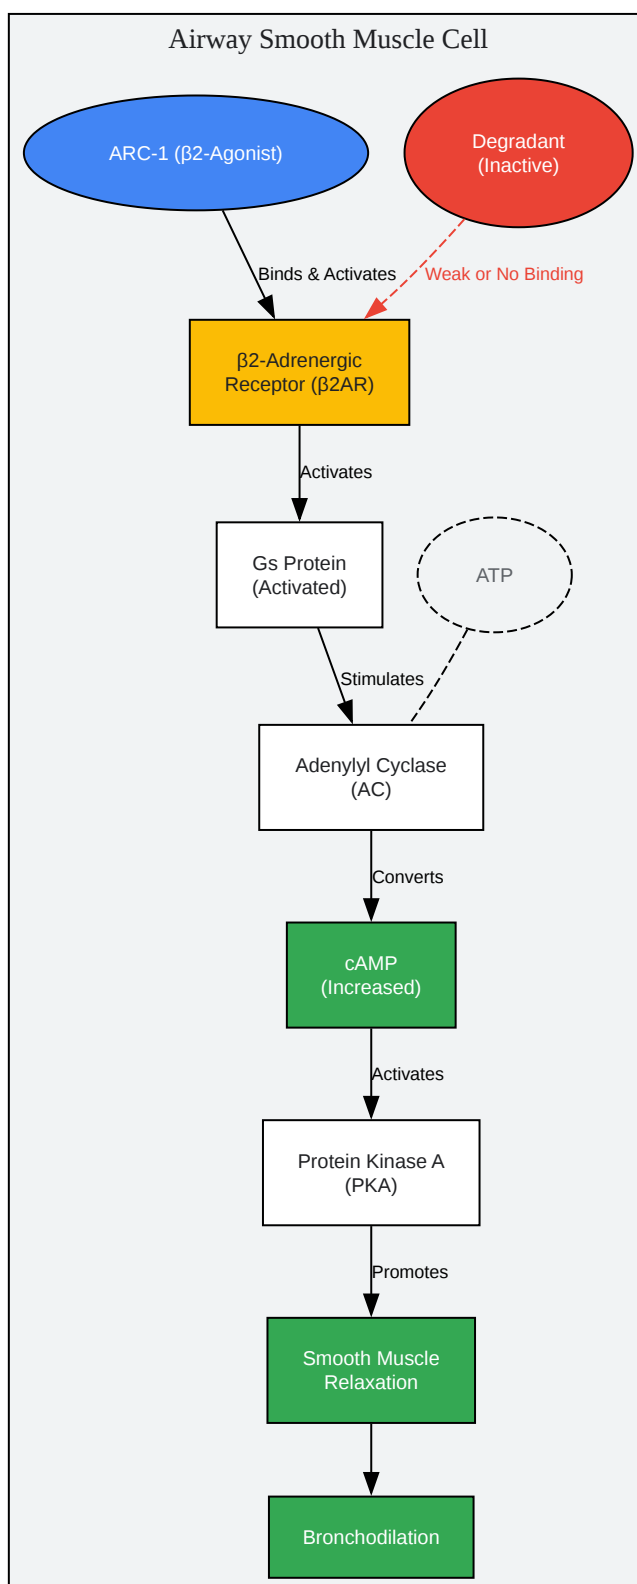 Airway Smooth Muscle Cell
ARC-1 (β2-Agonist)
Degradant
(Inactive)
Binds & Activates
Weak or No Binding
β2-Adrenergic
Receptor (β2AR)
Activates
Gs Protein
(Activated)
ATP
Stimulates
Adenylyl Cyclase
(AC)
Converts
cAMP
(Increased)
Activates
Protein Kinase A
(PKA)
Promotes
Smooth Muscle
Relaxation
Bronchodilation